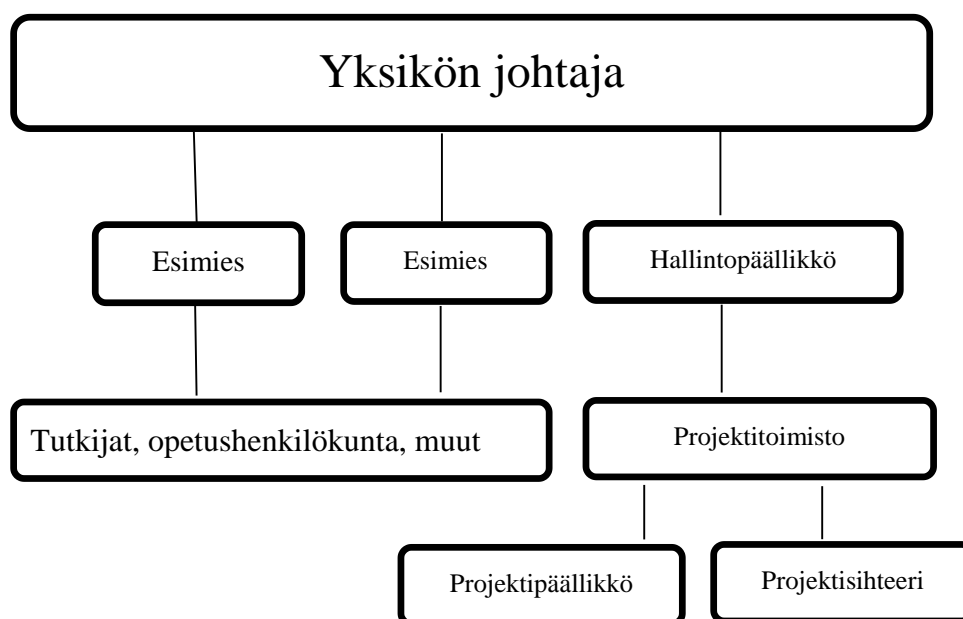 Yksikön johtaja
Esimies
Esimies
Hallintopäällikkö
Tutkijat, opetushenkilökunta, muut
Projektitoimisto
Projektipäällikkö
Projektisihteeri